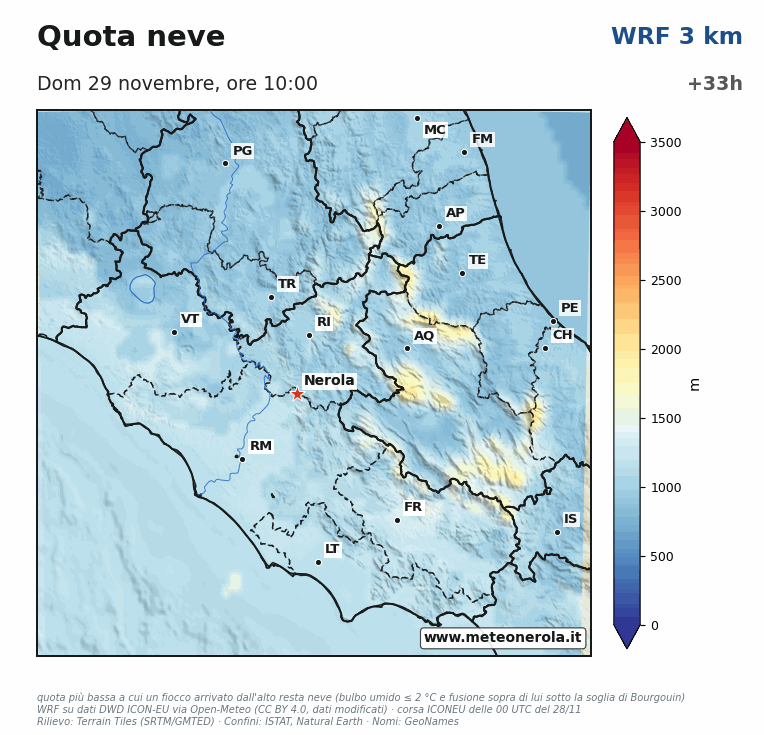 Quota neve
WRF 3 km
Dom 29 novembre, ore 10:00
+33h
MC
FM
PG
AP
TE
TR
PE
VT
RI
AQ
CH
Nerola
RM
FR
IS
LT
www.meteonerola.it
3500
3000
2500
2000
1500
1000
500
0
m
quota più bassa a cui un fiocco arrivato dall'alto resta neve (bulbo umido ≤ 2 °C e fusione sopra di lui sotto la soglia di Bourgouin)
WRF su dati DWD ICON-EU via Open-Meteo (CC BY 4.0, dati modificati) · corsa ICONEU delle 00 UTC del 28/11
Rilievo: Terrain Tiles (SRTM/GMTED) · Confini: ISTAT, Natural Earth · Nomi: GeoNames